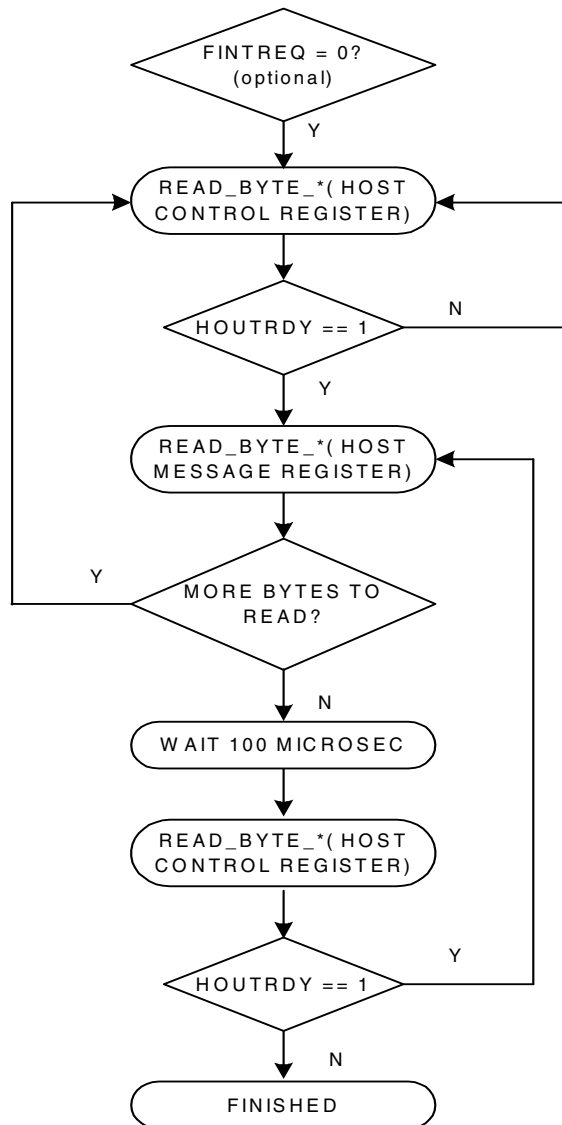 FINTREQ = 0?
(optional)
Y
READ_BYTE_*(HOST
CONTROL REGISTER)
HOUTRDY == 1
N
Y
READ_BYTE_*(HOST
MESSAGE REGISTER)
Y
MORE BYTES TO
READ?
N
WAIT 100 MICROSEC
READ_BYTE_*(HOST
CONTROL REGISTER)
HOUTRDY == 1
Y
N
FINISHED